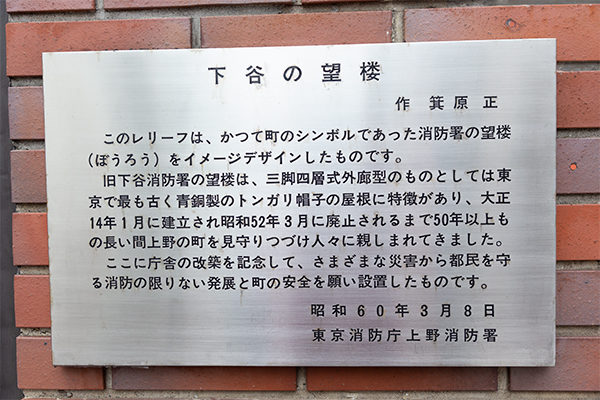 下谷の望楼
作 箕原正
このレリーフは、かつて町のシンボルであった消防署の望楼
(ぼうろう)をイメージデザインしたものです。
旧下谷消防署の望楼は、三脚四層式外廊型のものとしては東
京で最も古く青銅製のトンガリ帽子の屋根に特徴があり、大正
14年1月に建立され昭和52年3月に廃止されるまで50年以上も
の長い間上野の町を見守りつづけ人々に親しまれてきました。
ここに庁舎の改築を記念して、さまざまな災害から都民を守
る消防の限りない発展と町の安全を願い設置したものです。
昭和60年3月8日
東京消防庁上野消防署